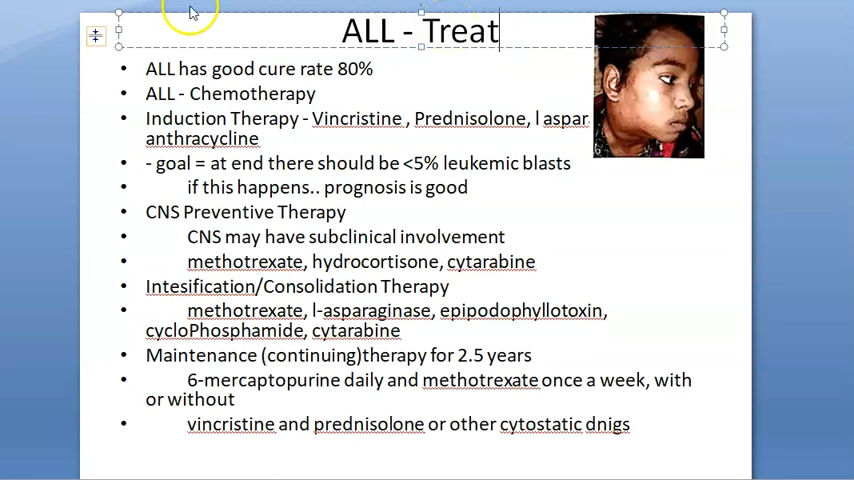 ALL - Treat
• ALL has good cure rate 80%
• ALL - Chemotherapy
• Induction Therapy - Vincristine , Prednisolone, l aspar
anthracycline
• - goal = at end there should be <5% leukemic blasts
• if this happens.. prognosis is good
• CNS Preventive Therapy
• CNS may have subclinical involvement
• methotrexate, hydrocortisone, cytarabine
• Intesification/Consolidation Therapy
• methotrexate, l-asparaginase, epipodophyllotoxin,
cycloPhosphamide, cytarabine
• Maintenance (continuing)therapy for 2.5 years
• 6-mercaptopurine daily and methotrexate once a week, with
or without
• vincristine and prednisolone or other cytostatic dnigs